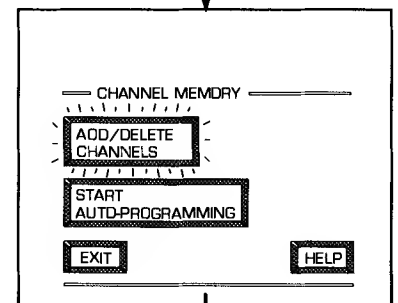 CHANNEL MEMORY
ADD/DELETE
CHANNELS
START
AUTO-PROGRAMMING
EXIT
HELP